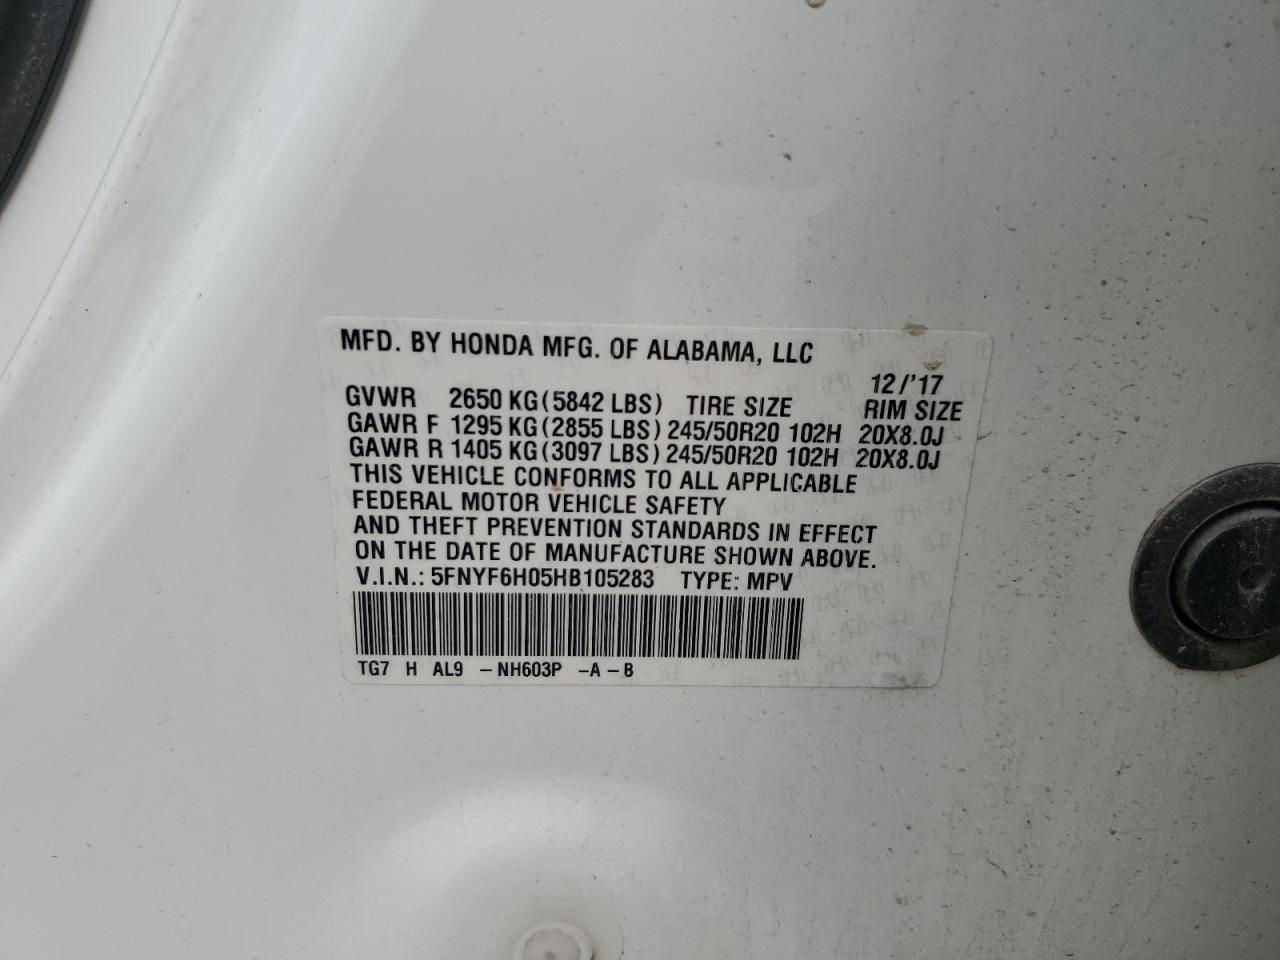 MFD. BY HONDA MFG. OF ALABAMA, LLC
12/'17
GVWR 2650 KG(5842 LBS) TIRE SIZE RIM SIZE
GAWR F 1295 KG(2855 LBS)245/50R20 102H 20X8.0J
GAWR R 1405 KG(3097 LBS)245/50R20 102H 20X8.0J
THIS VEHICLE CONFORMS TO ALL APPLICABLE
FEDERAL MOTOR VEHICLE SAFETY
AND THEFT PREVENTION STANDARDS IN EFFECT
ON THE DATE OF MANUFACTURE SHOWN ABOVE.
V.I.N.: 5FNYF6H05HB105283 TYPE: MPV
TG7 H AL9 -NH603P -A-B